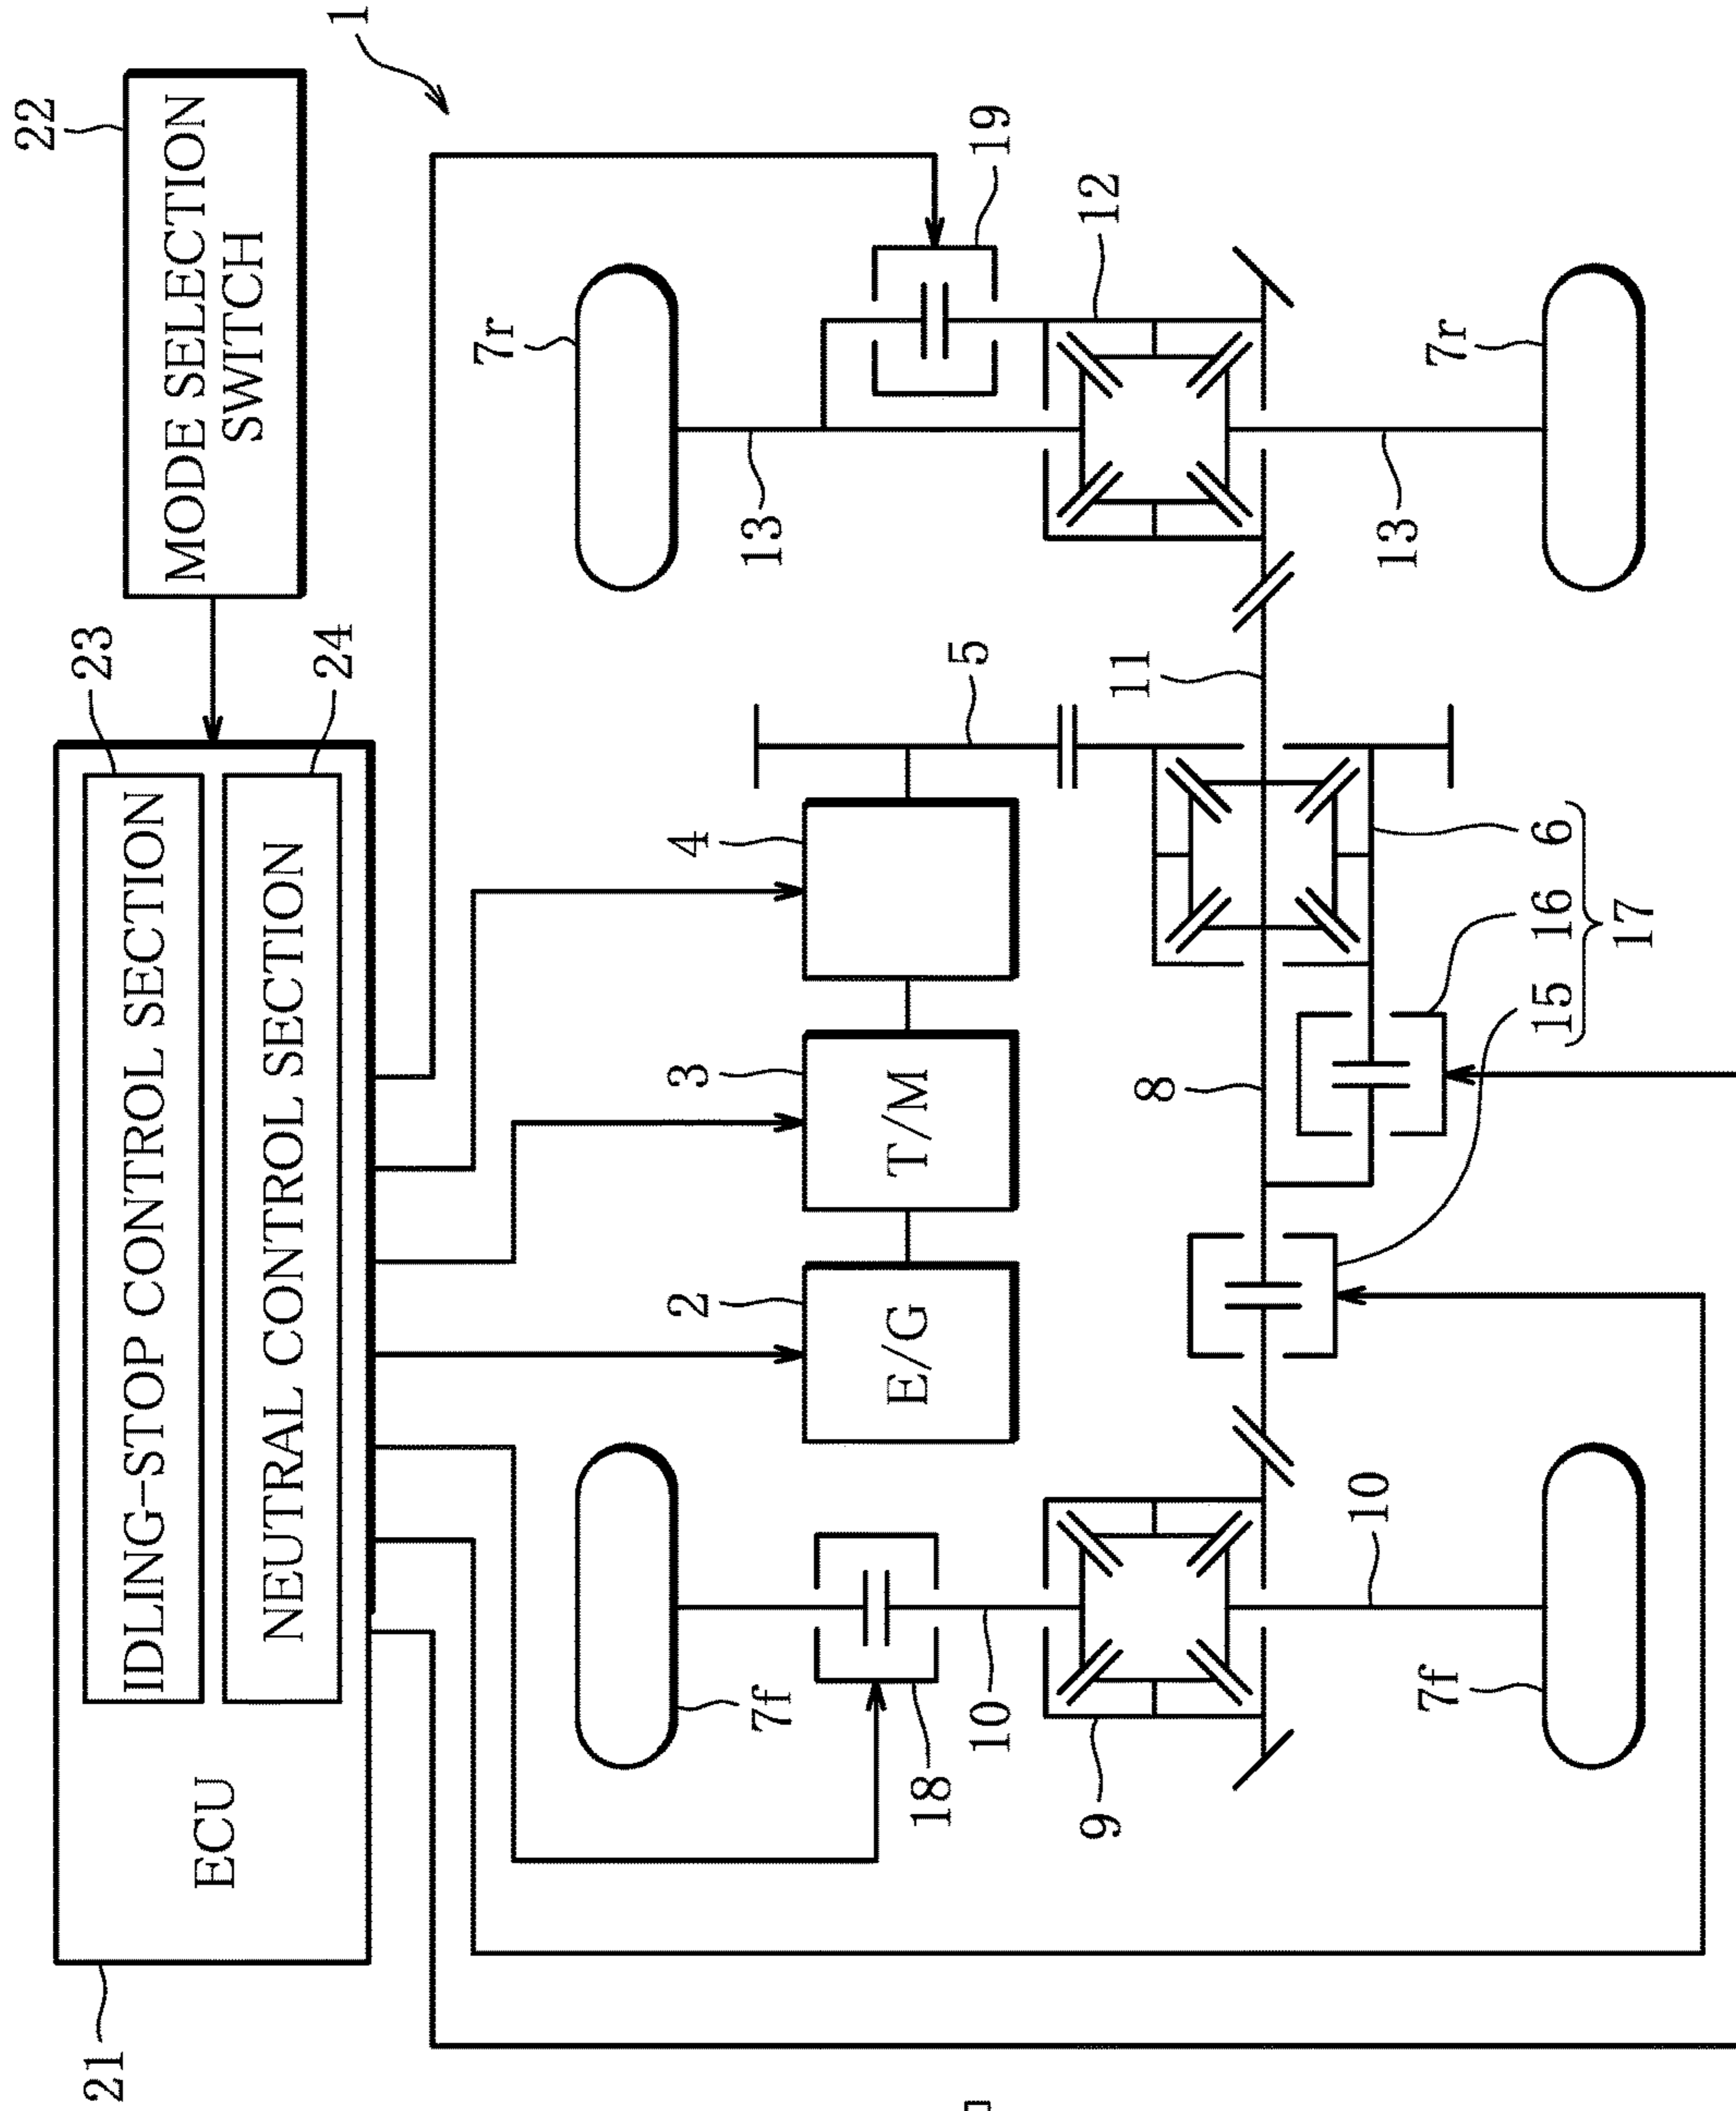 22
MODE SELECTION
SWITCH
1
23
IDLING-STOP CONTROL SECTION
24
NEUTRAL CONTROL SECTION
ECU
21
7f
18
10
9
10
7f
2
E/G
3
T/M
4
5
7r
13
19
12
13
7r
8
11
15 16 6
17